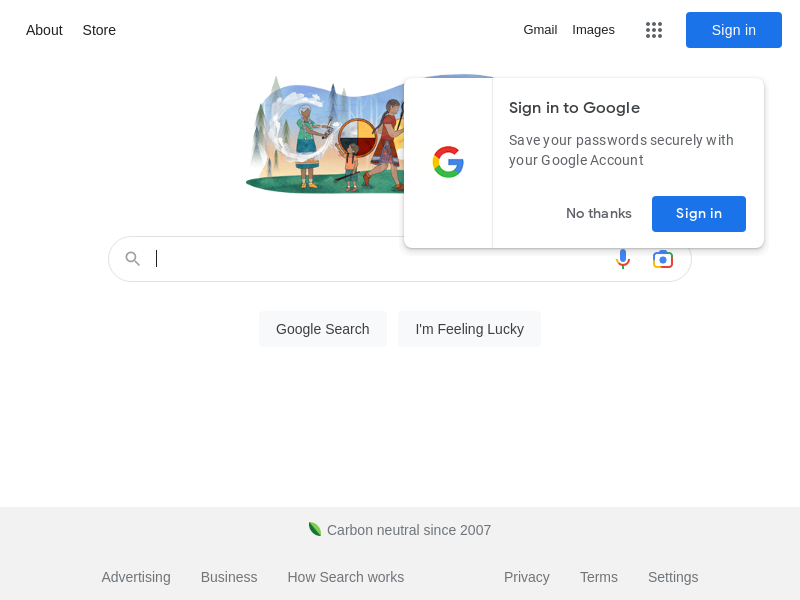 About Store Gmail Images Sign in
Sign in to Google
Save your passwords securely with
your Google Account
No thanks Sign in
Google Search I'm Feeling Lucky
Carbon neutral since 2007
Advertising Business How Search works Privacy Terms Settings